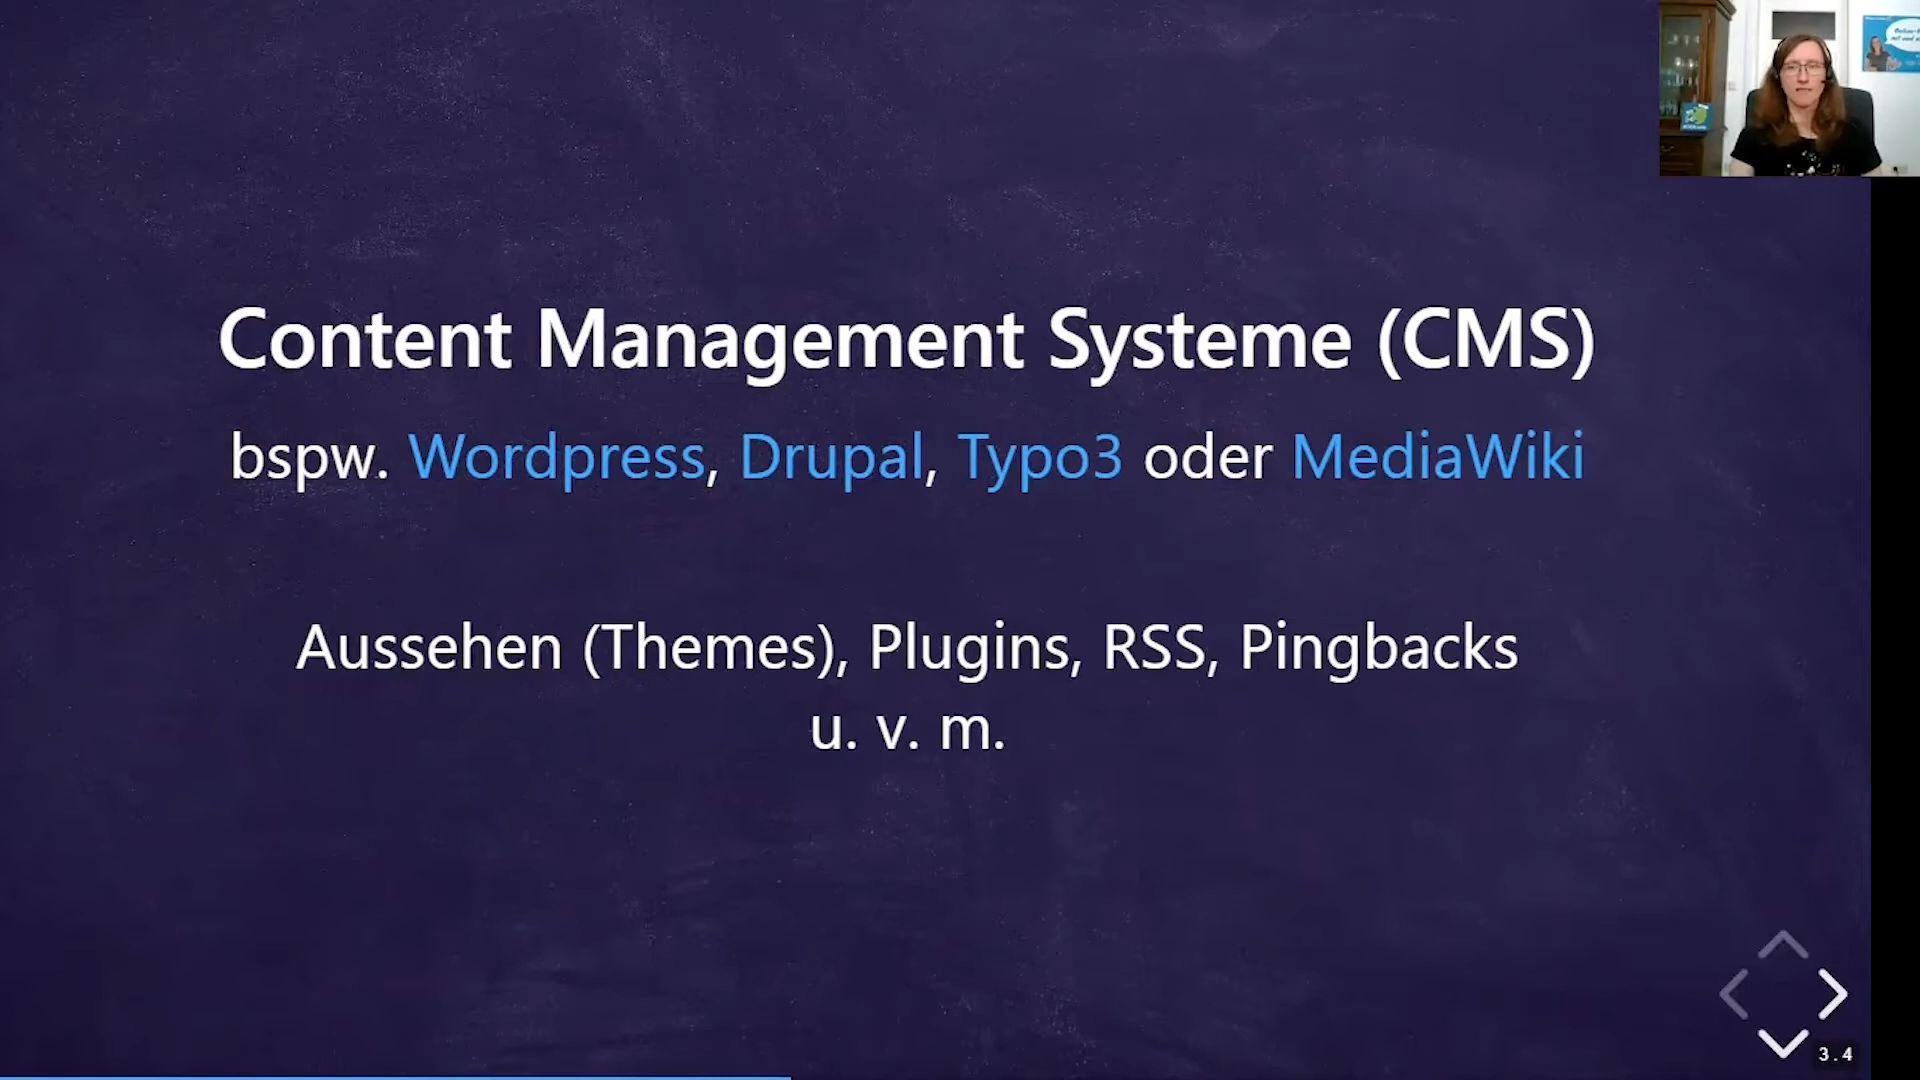 Content Management Systeme (CMS)
bspw. Wordpress, Drupal, Typo3 oder MediaWiki
Aussehen (Themes), Plugins, RSS, Pingbacks
u. v. m.
3.4